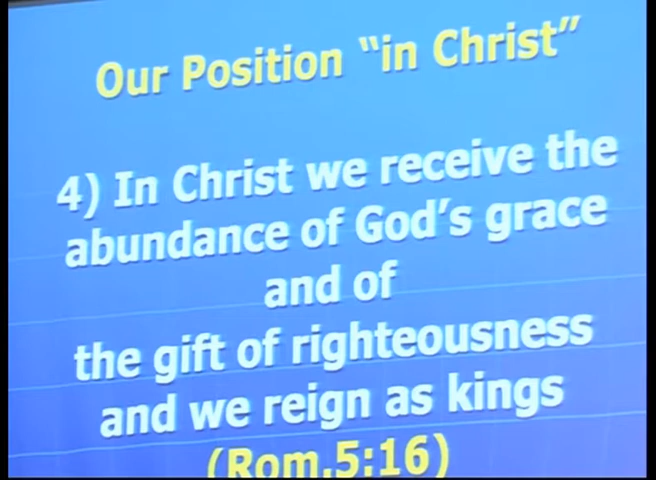 Our Position “in Christ”
4) In Christ we receive the
abundance of God’s grace
and of
the gift of righteousness
and we reign as kings
(Rom.5:16)